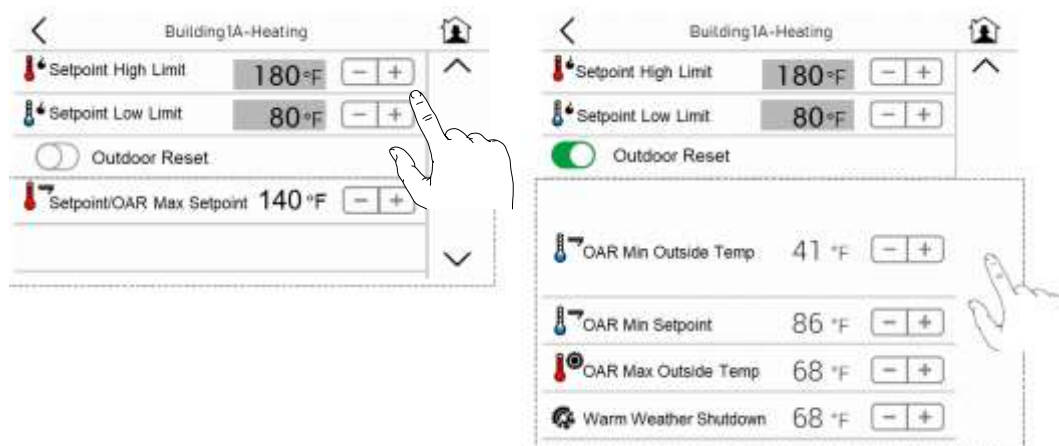 Building1A-Heating
Setpoint High Limit 180°F - +
Setpoint Low Limit 80°F - +
Outdoor Reset
Setpoint/OAR Max Setpoint 140 °F - +
Building1A-Heating
Setpoint High Limit 180°F - +
Setpoint Low Limit 80°F - +
Outdoor Reset
OAR Min Outside Temp 41 °F - +
OAR Min Setpoint 86 °F - +
OAR Max Outside Temp 68 °F - +
Warm Weather Shutdown 68 °F - +